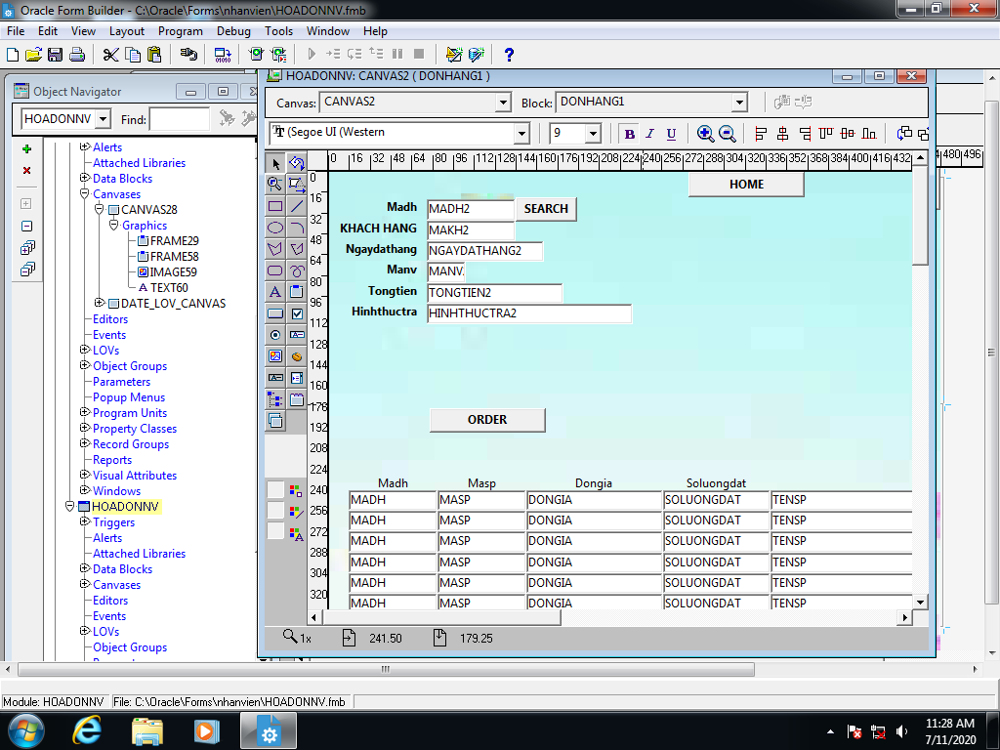 Oracle Form Builder - C:\Oracle\Forms\nhanvien\HOADONNV.fmb
File Edit View Layout Program Debug Tools Window Help
Object Navigator
HOADONNV Find:
Alerts
Attached Libraries
Data Blocks
Canvases
CANVAS28
Graphics
FRAME29
FRAME58
IMAGE59
A TEXT60
DATE_LOV_CANVAS
Editors
Events
LOVs
Object Groups
Parameters
Popup Menus
Program Units
Property Classes
Record Groups
Reports
Visual Attributes
Windows
HOADONNV
Triggers
Alerts
Attached Libraries
Data Blocks
Canvases
Editors
Events
LOVs
Object Groups
HOADONNV: CANVAS2 ( DONHANG1 )
Canvas: CANVAS2 Block: DONHANG1
(Segoe UI (Western 9 B I U
0 16 32 48 64 80 96 112 128 144 160 176 192 208 224 240 256 272 288 304 320 336 352 368 384 400 416 432 480 496
0
16
32
48
64
80
96
112
128
144
160
178
192
208
224
240
256
272
288
304
320
HOME
Madh MADH2 SEARCH
KHACH HANG MAKH2
Ngaydathang NGAYDATHANG2
Manv MANV
Tongtien TONGTIEN2
Hinhthuctra HINHTHUCTRA2
ORDER
Madh Masp Dongia Soluongdat
MADH MASP DONGIA SOLUONGDAT TENSP
MADH MASP DONGIA SOLUONGDAT TENSP
MADH MASP DONGIA SOLUONGDAT TENSP
MADH MASP DONGIA SOLUONGDAT TENSP
MADH MASP DONGIA SOLUONGDAT TENSP
MADH MASP DONGIA SOLUONGDAT TENSP
1x 241.50 179.25
Module: HOADONNV File: C:\Oracle\Forms\nhanvien\HOADONNV.fmb
11:28 AM
7/11/2020